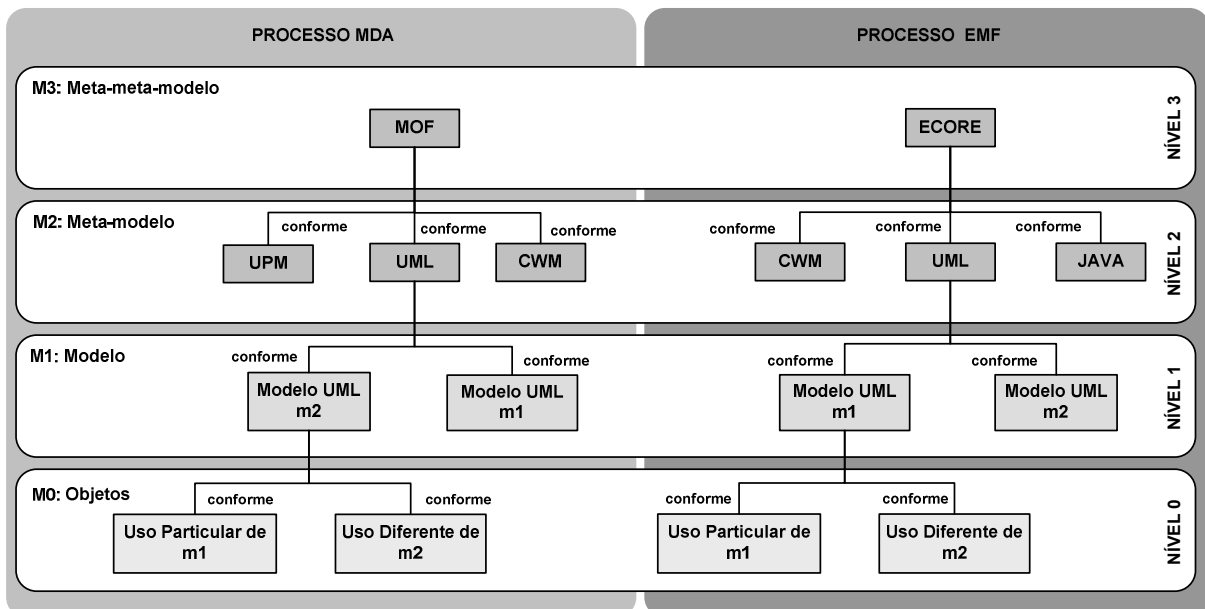 PROCESSO MDA
PROCESSO EMF
M3: Meta-meta-modelo
MOF
ECORE
NÍVEL 3
M2: Meta-modelo
conforme
conforme
conforme
conforme
conforme
conforme
UPM
UML
CWM
CWM
UML
JAVA
NÍVEL 2
M1: Modelo
conforme
conforme
conforme
conforme
Modelo UML
m2
Modelo UML
m1
Modelo UML
m1
Modelo UML
m2
NÍVEL 1
M0: Objetos
conforme
conforme
conforme
conforme
Uso Particular de
m1
Uso Diferente de
m2
Uso Particular de
m1
Uso Diferente de
m2
NÍVEL 0